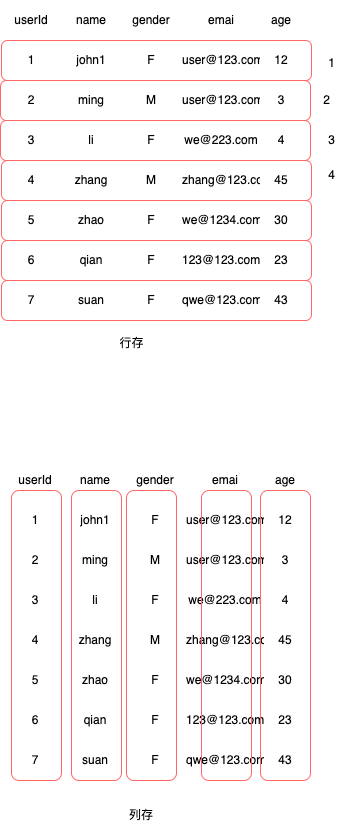 userId name gender emai age
1 john1 F user@123.com 12 1
2 ming M user@123.com 3 2
3 li F we@223.com 4 3
4 zhang M zhang@123.cc 45 4
5 zhao F we@1234.com 30
6 qian F 123@123.com 23
7 suan F qwe@123.com 43
行存
userId name gender emai age
1 john1 F user@123.com 12
2 ming M user@123.com 3
3 li F we@223.com 4
4 zhang M zhang@123.cc 45
5 zhao F we@1234.com 30
6 qian F 123@123.com 23
7 suan F qwe@123.com 43
列存